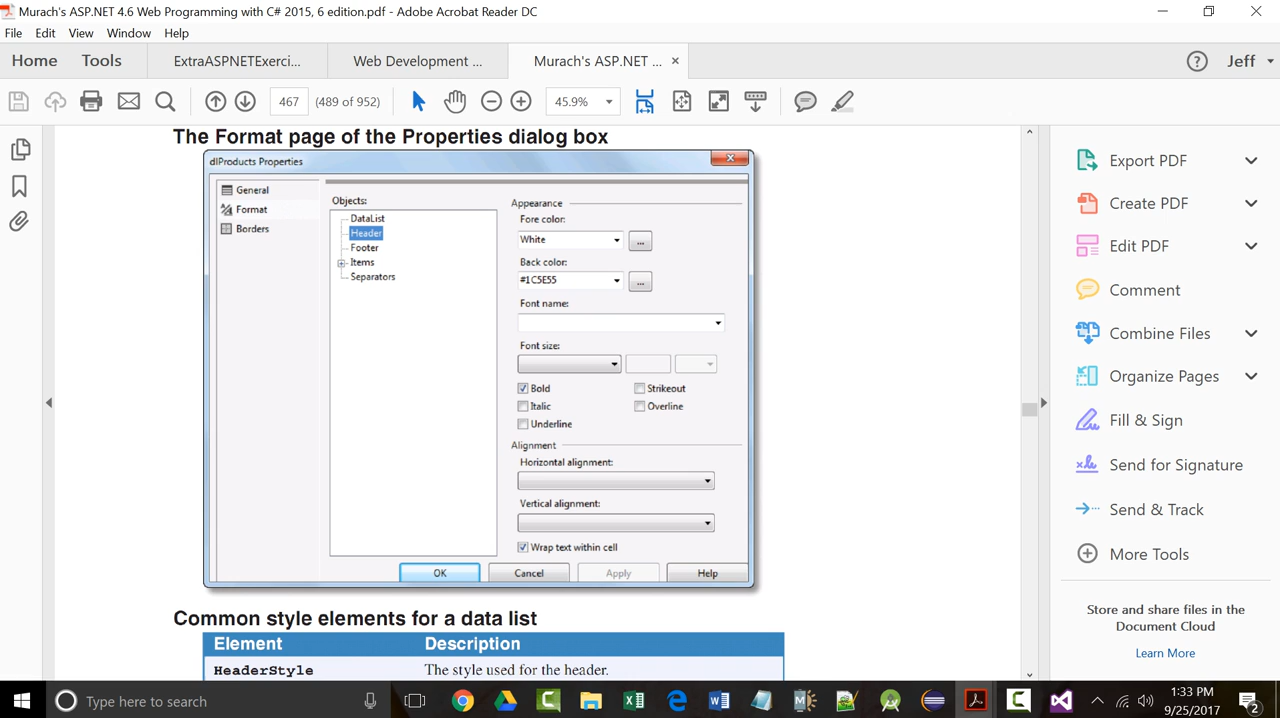 Murach's ASP.NET 4.6 Web Programming with C# 2015, 6 edition.pdf - Adobe Acrobat Reader DC
File Edit View Window Help
Home Tools ExtraASPNETExerci... Web Development ... Murach's ASP.NET ... × Jeff
467 (489 of 952) 45.9%
The Format page of the Properties dialog box
dlProducts Properties
General
Format
Borders
Objects:
DataList
Header
Footer
Items
Separators
Appearance
Fore color:
White ...
Back color:
#1C5E55 ...
Font name:
Font size:
Bold Strikeout
Italic Overline
Underline
Alignment
Horizontal alignment:
Vertical alignment:
Wrap text within cell
OK Cancel Apply Help
Common style elements for a data list
Element Description
HeaderStyle The style used for the header.
Export PDF
Create PDF
Edit PDF
Comment
Combine Files
Organize Pages
Fill & Sign
Send for Signature
Send & Track
More Tools
Store and share files in the
Document Cloud
Learn More
Type here to search
1:33 PM
9/25/2017
2